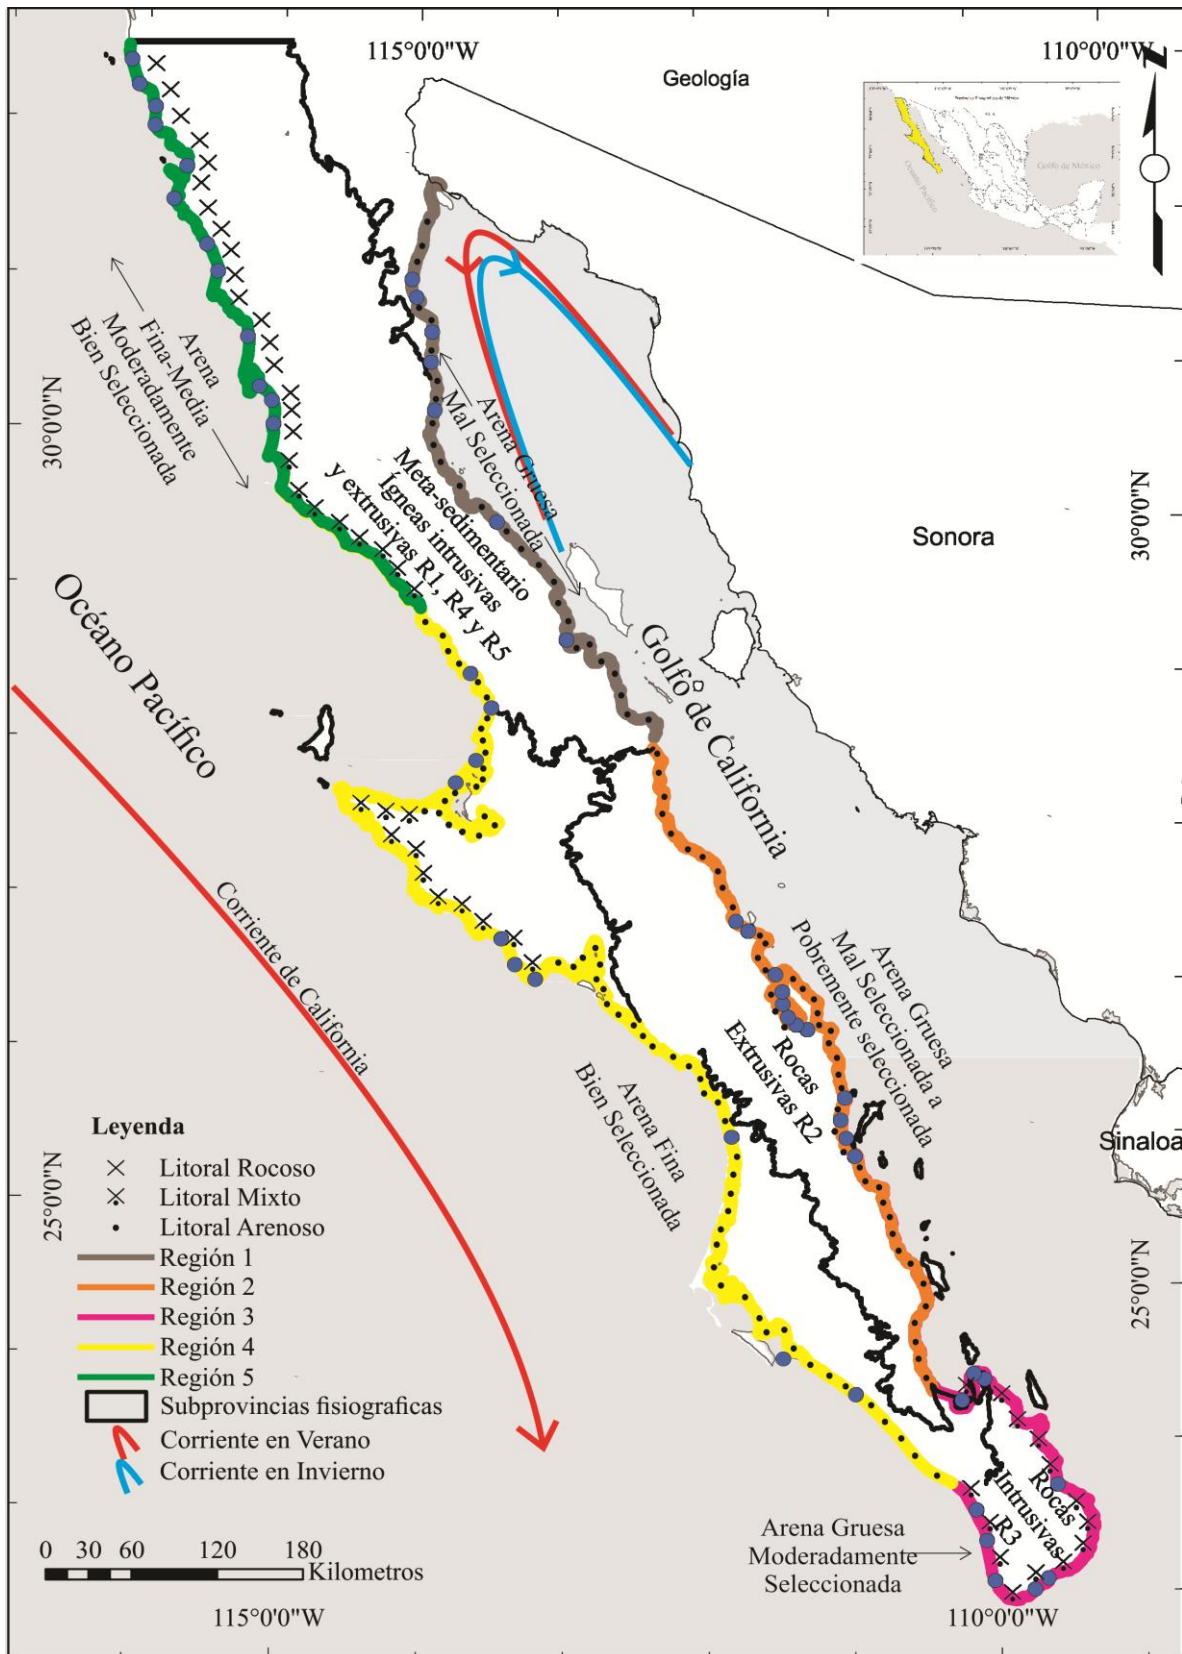 115°0'0"W
110°0'0"W
Geología
Z
Golfo de México
Océano Pacífico
30°0'0"N
30°0'0"N
Arena
Fina-Media
Moderadamente
Bien Seleccionada
Arena Gruesa
Mal Seleccionada
Meta-sedimentario
Ígneas intrusivas
y extrusivas R1, R4 y R5
Sonora
Océano Pacífico
Golfo de California
Corriente de California
Arena Gruesa
Mal Seleccionada a
Pobremente seleccionada
Rocas
Extrusivas R2
Arena Fina
Bien Seleccionada
Sinaloa
25°0'0"N
25°0'0"N
Leyenda
Litoral Rocoso
Litoral Mixto
Litoral Arenoso
Región 1
Región 2
Región 3
Región 4
Región 5
Subprovincias fisiograficas
Corriente en Verano
Corriente en Invierno
Rocas
Intrusivas
R3
Arena Gruesa
Moderadamente
Seleccionada
0 30 60 120 180
Kilometros
115°0'0"W
110°0'0"W